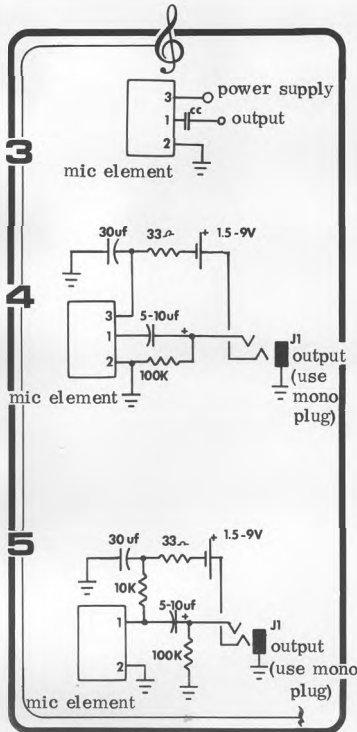 3
3
power supply
1
cc
output
2
mic element
4
30uf
33Ω
+ 1.5-9V
3
5-10uf
1
+
2
100K
J1
output
(use
mono
plug)
mic element
5
30 uf
33Ω
+ 1.5-9V
10K
5-10uf
1
+
100K
2
J1
output
(use mono
plug)
mic element